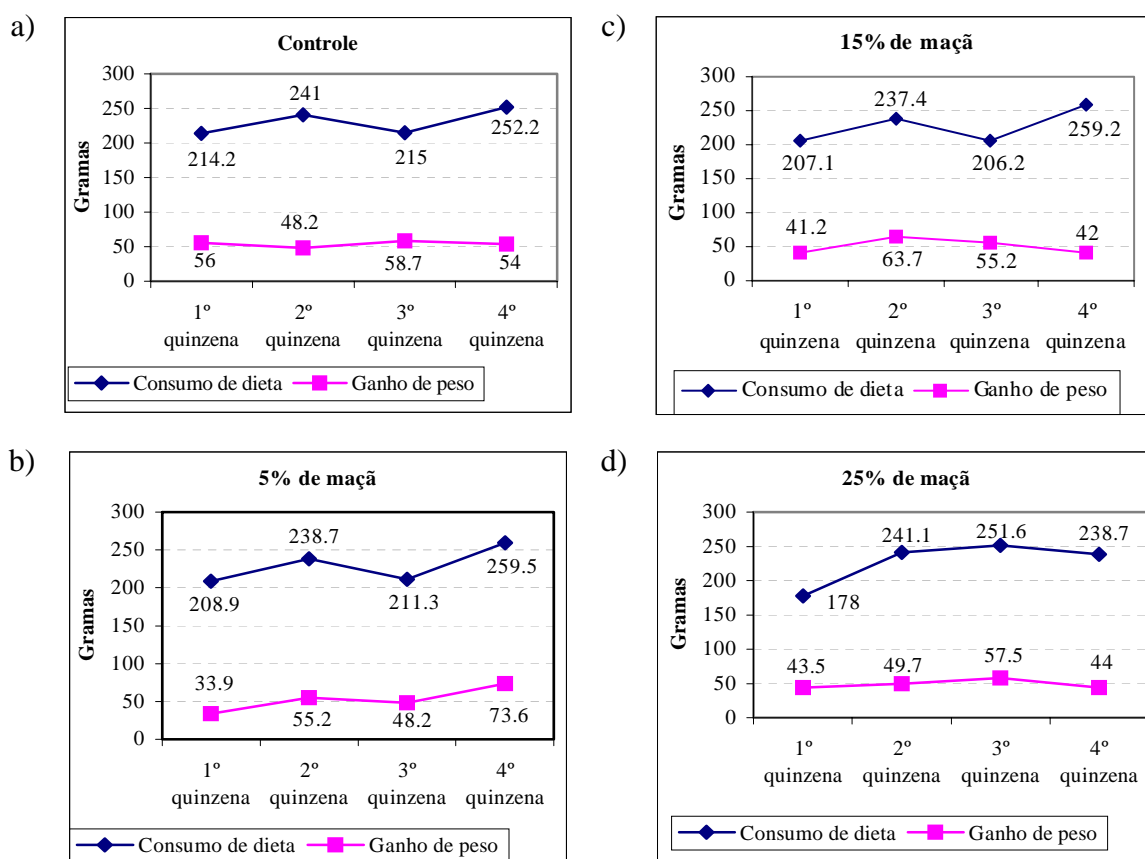 a)
Controle
300
250
200
150
100
50
0
Gramas
241
252.2
214.2
215
48.2
56
58.7
54
1º quinzena
2º quinzena
3º quinzena
4º quinzena
Consumo de dieta
Ganho de peso
c)
15% de maçã
300
250
200
150
100
50
0
Gramas
237.4
259.2
207.1
206.2
41.2
42
63.7
55.2
1º quinzena
2º quinzena
3º quinzena
4º quinzena
Consumo de dieta
Ganho de peso
b)
5% de maçã
300
250
200
150
100
50
0
Gramas
238.7
259.5
208.9
211.3
33.9
55.2
48.2
73.6
1º quinzena
2º quinzena
3º quinzena
4º quinzena
Consumo de dieta
Ganho de peso
d)
25% de maçã
300
250
200
150
100
50
0
Gramas
241.1
251.6
238.7
178
43.5
49.7
57.5
44
1º quinzena
2º quinzena
3º quinzena
4º quinzena
Consumo de dieta
Ganho de peso